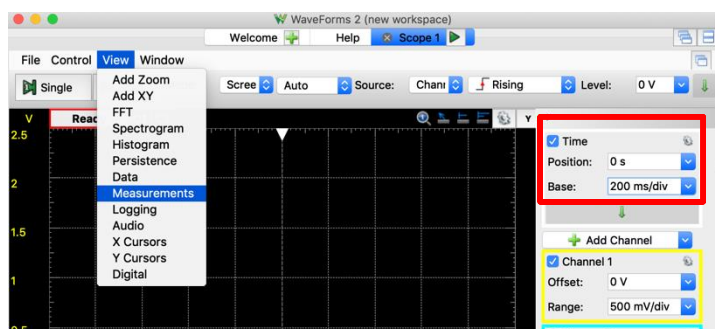 WaveForms 2 (new workspace)
Welcome Help Scope 1
File Control View Window
Single Scree Auto Source: Chann Rising Level: 0 V
Add Zoom
Add XY
FFT
Spectrogram
Histogram
Persistence
Data
Measurements
Logging
Audio
X Cursors
Y Cursors
Digital
V Read Y
2.5
2
1.5
1
0.5
Time
Position: 0 s
Base: 200 ms/div
Add Channel
Channel 1
Offset: 0 V
Range: 500 mV/div